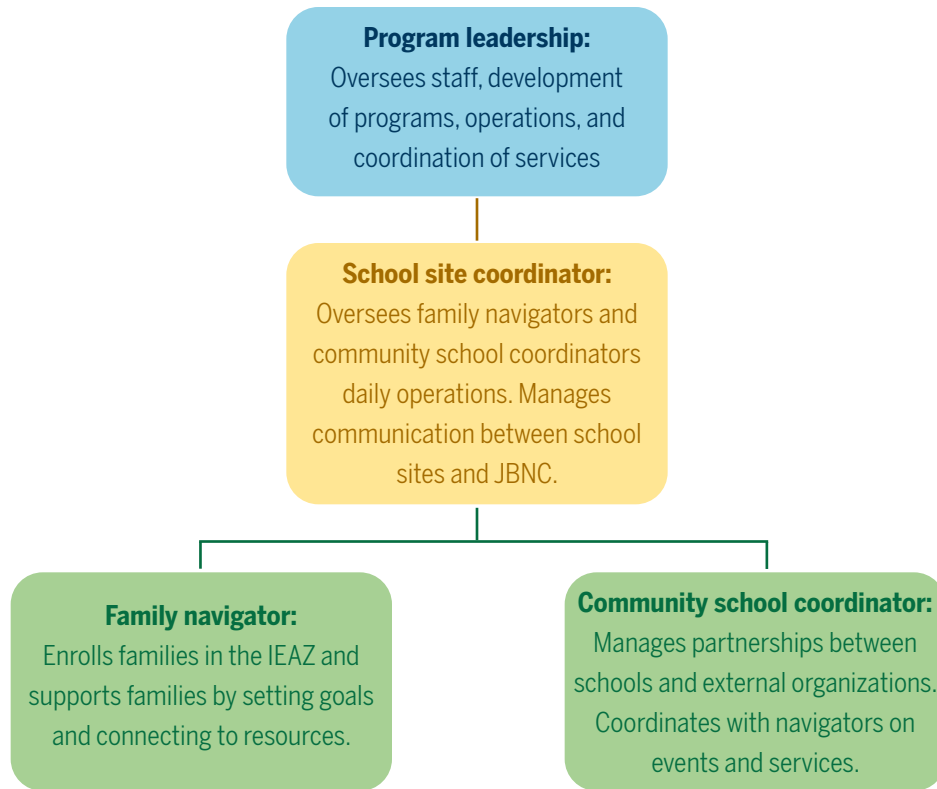 Program leadership:
Oversees staff, development
of programs, operations, and
coordination of services
School site coordinator:
Oversees family navigators and
community school coordinators
daily operations. Manages
communication between school
sites and JBNC.
Family navigator:
Enrolls families in the IEAZ and
supports families by setting goals
and connecting to resources.
Community school coordinator:
Manages partnerships between
schools and external organizations.
Coordinates with navigators on
events and services.